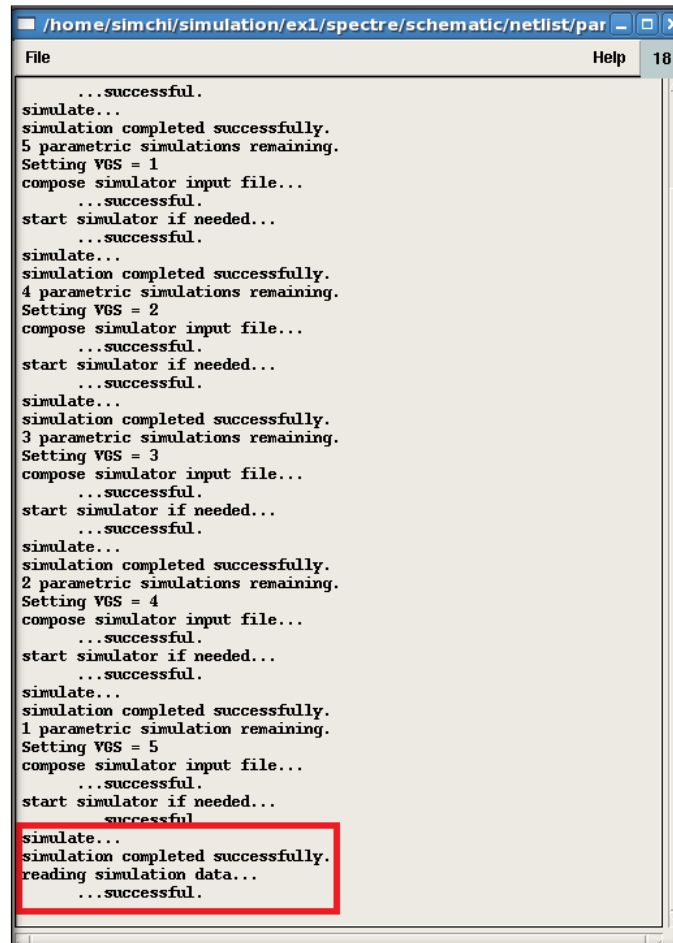 /home/simchi/simulation/ex1/spectre/schematic/netlist/par
File Help 18
...successful.
simulate...
simulation completed successfully.
5 parametric simulations remaining.
Setting VGS = 1
compose simulator input file...
...successful.
start simulator if needed...
...successful.
simulate...
simulation completed successfully.
4 parametric simulations remaining.
Setting VGS = 2
compose simulator input file...
...successful.
start simulator if needed...
...successful.
simulate...
simulation completed successfully.
3 parametric simulations remaining.
Setting VGS = 3
compose simulator input file...
...successful.
start simulator if needed...
...successful.
simulate...
simulation completed successfully.
2 parametric simulations remaining.
Setting VGS = 4
compose simulator input file...
...successful.
start simulator if needed...
...successful.
simulate...
simulation completed successfully.
1 parametric simulation remaining.
Setting VGS = 5
compose simulator input file...
...successful.
start simulator if needed...
successful
simulate...
simulation completed successfully.
reading simulation data...
...successful.